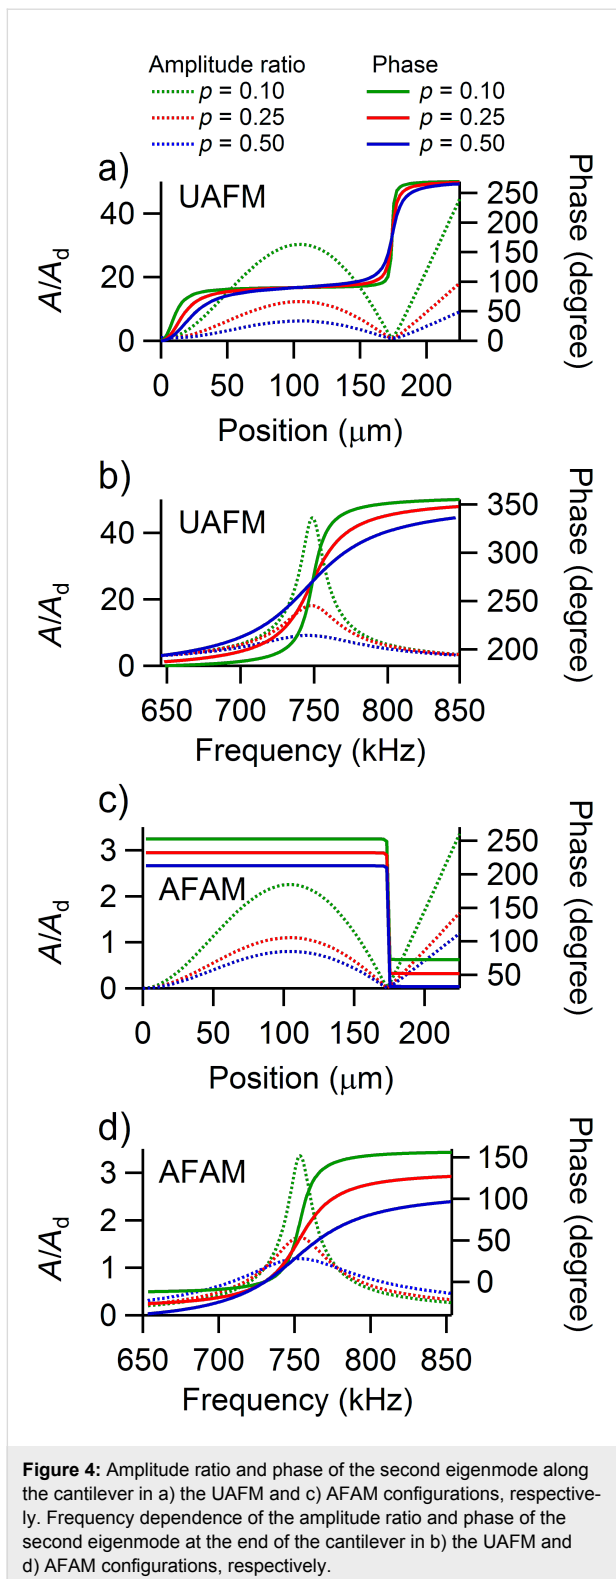 Amplitude ratio Phase
p = 0.10 p = 0.10
p = 0.25 p = 0.25
p = 0.50 p = 0.50
a)
UAFM
A/Ad
40
20
0
Phase (degree)
250
200
150
100
50
0
0 50 100 150 200
Position (μm)
b)
UAFM
A/Ad
40
20
0
Phase (degree)
350
300
250
200
650 700 750 800 850
Frequency (kHz)
c)
AFAM
A/Ad
3
2
1
0
Phase (degree)
250
200
150
100
50
0 50 100 150 200
Position (μm)
d)
AFAM
A/Ad
3
2
1
0
Phase (degree)
150
100
50
0
650 700 750 800 850
Frequency (kHz)
Figure 4: Amplitude ratio and phase of the second eigenmode along
the cantilever in a) the UAFM and c) AFAM configurations, respective-
ly. Frequency dependence of the amplitude ratio and phase of the
second eigenmode at the end of the cantilever in b) the UAFM and
d) AFAM configurations, respectively.